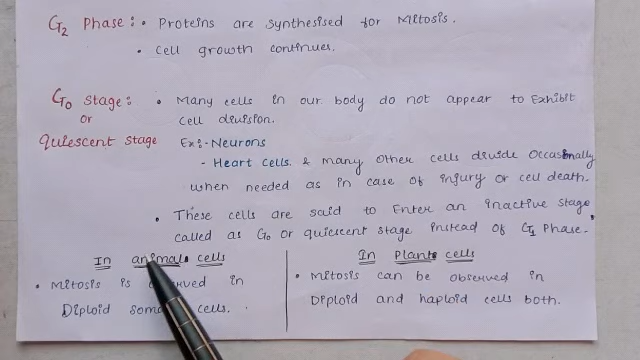 G2 Phase: • Proteins are synthesised for Mitosis.
• Cell growth continues.
G0 Stage: • Many cells in our body do not appear to Exhibit
or cell division.
Quiescent Stage Ex:- Neurons
- Heart cells. & many other cells divide occasionally
when needed as in case of injury or cell death.
• These cells are said to Enter an inactive stage
called as G0 or quiescent stage instead of G1 Phase.
In animals cells
• Mitosis is observed in
Diploid cells.
In Plants cells
• Mitosis can be observed in
Diploid and haploid cells both.